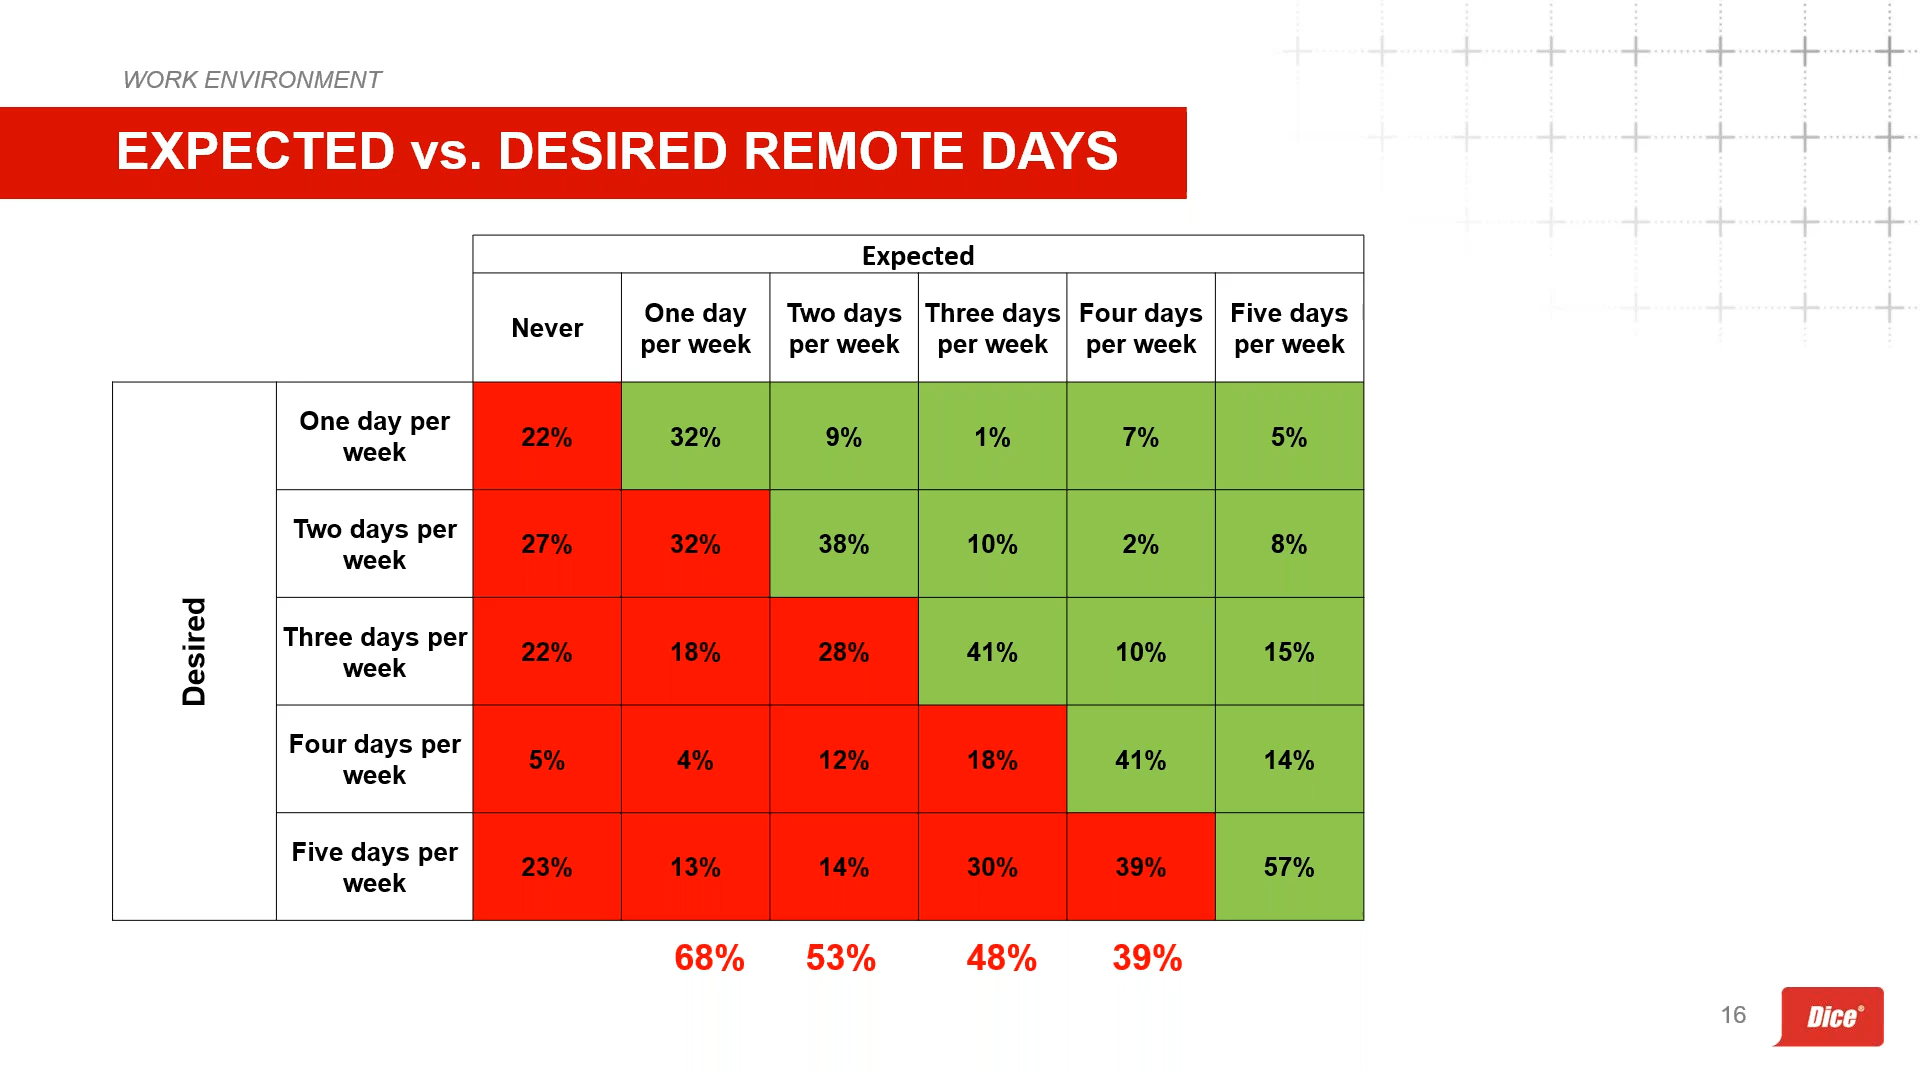 WORK ENVIRONMENT
EXPECTED vs. DESIRED REMOTE DAYS
Expected
Never
One day
per week
Two days
per week
Three days
per week
Four days
per week
Five days
per week
Desired
One day per
week
22%
32%
9%
1%
7%
5%
Two days per
week
27%
32%
38%
10%
2%
8%
Three days per
week
22%
18%
28%
41%
10%
15%
Four days per
week
5%
4%
12%
18%
41%
14%
Five days per
week
23%
13%
14%
30%
39%
57%
68%
53%
48%
39%
16
Dice®